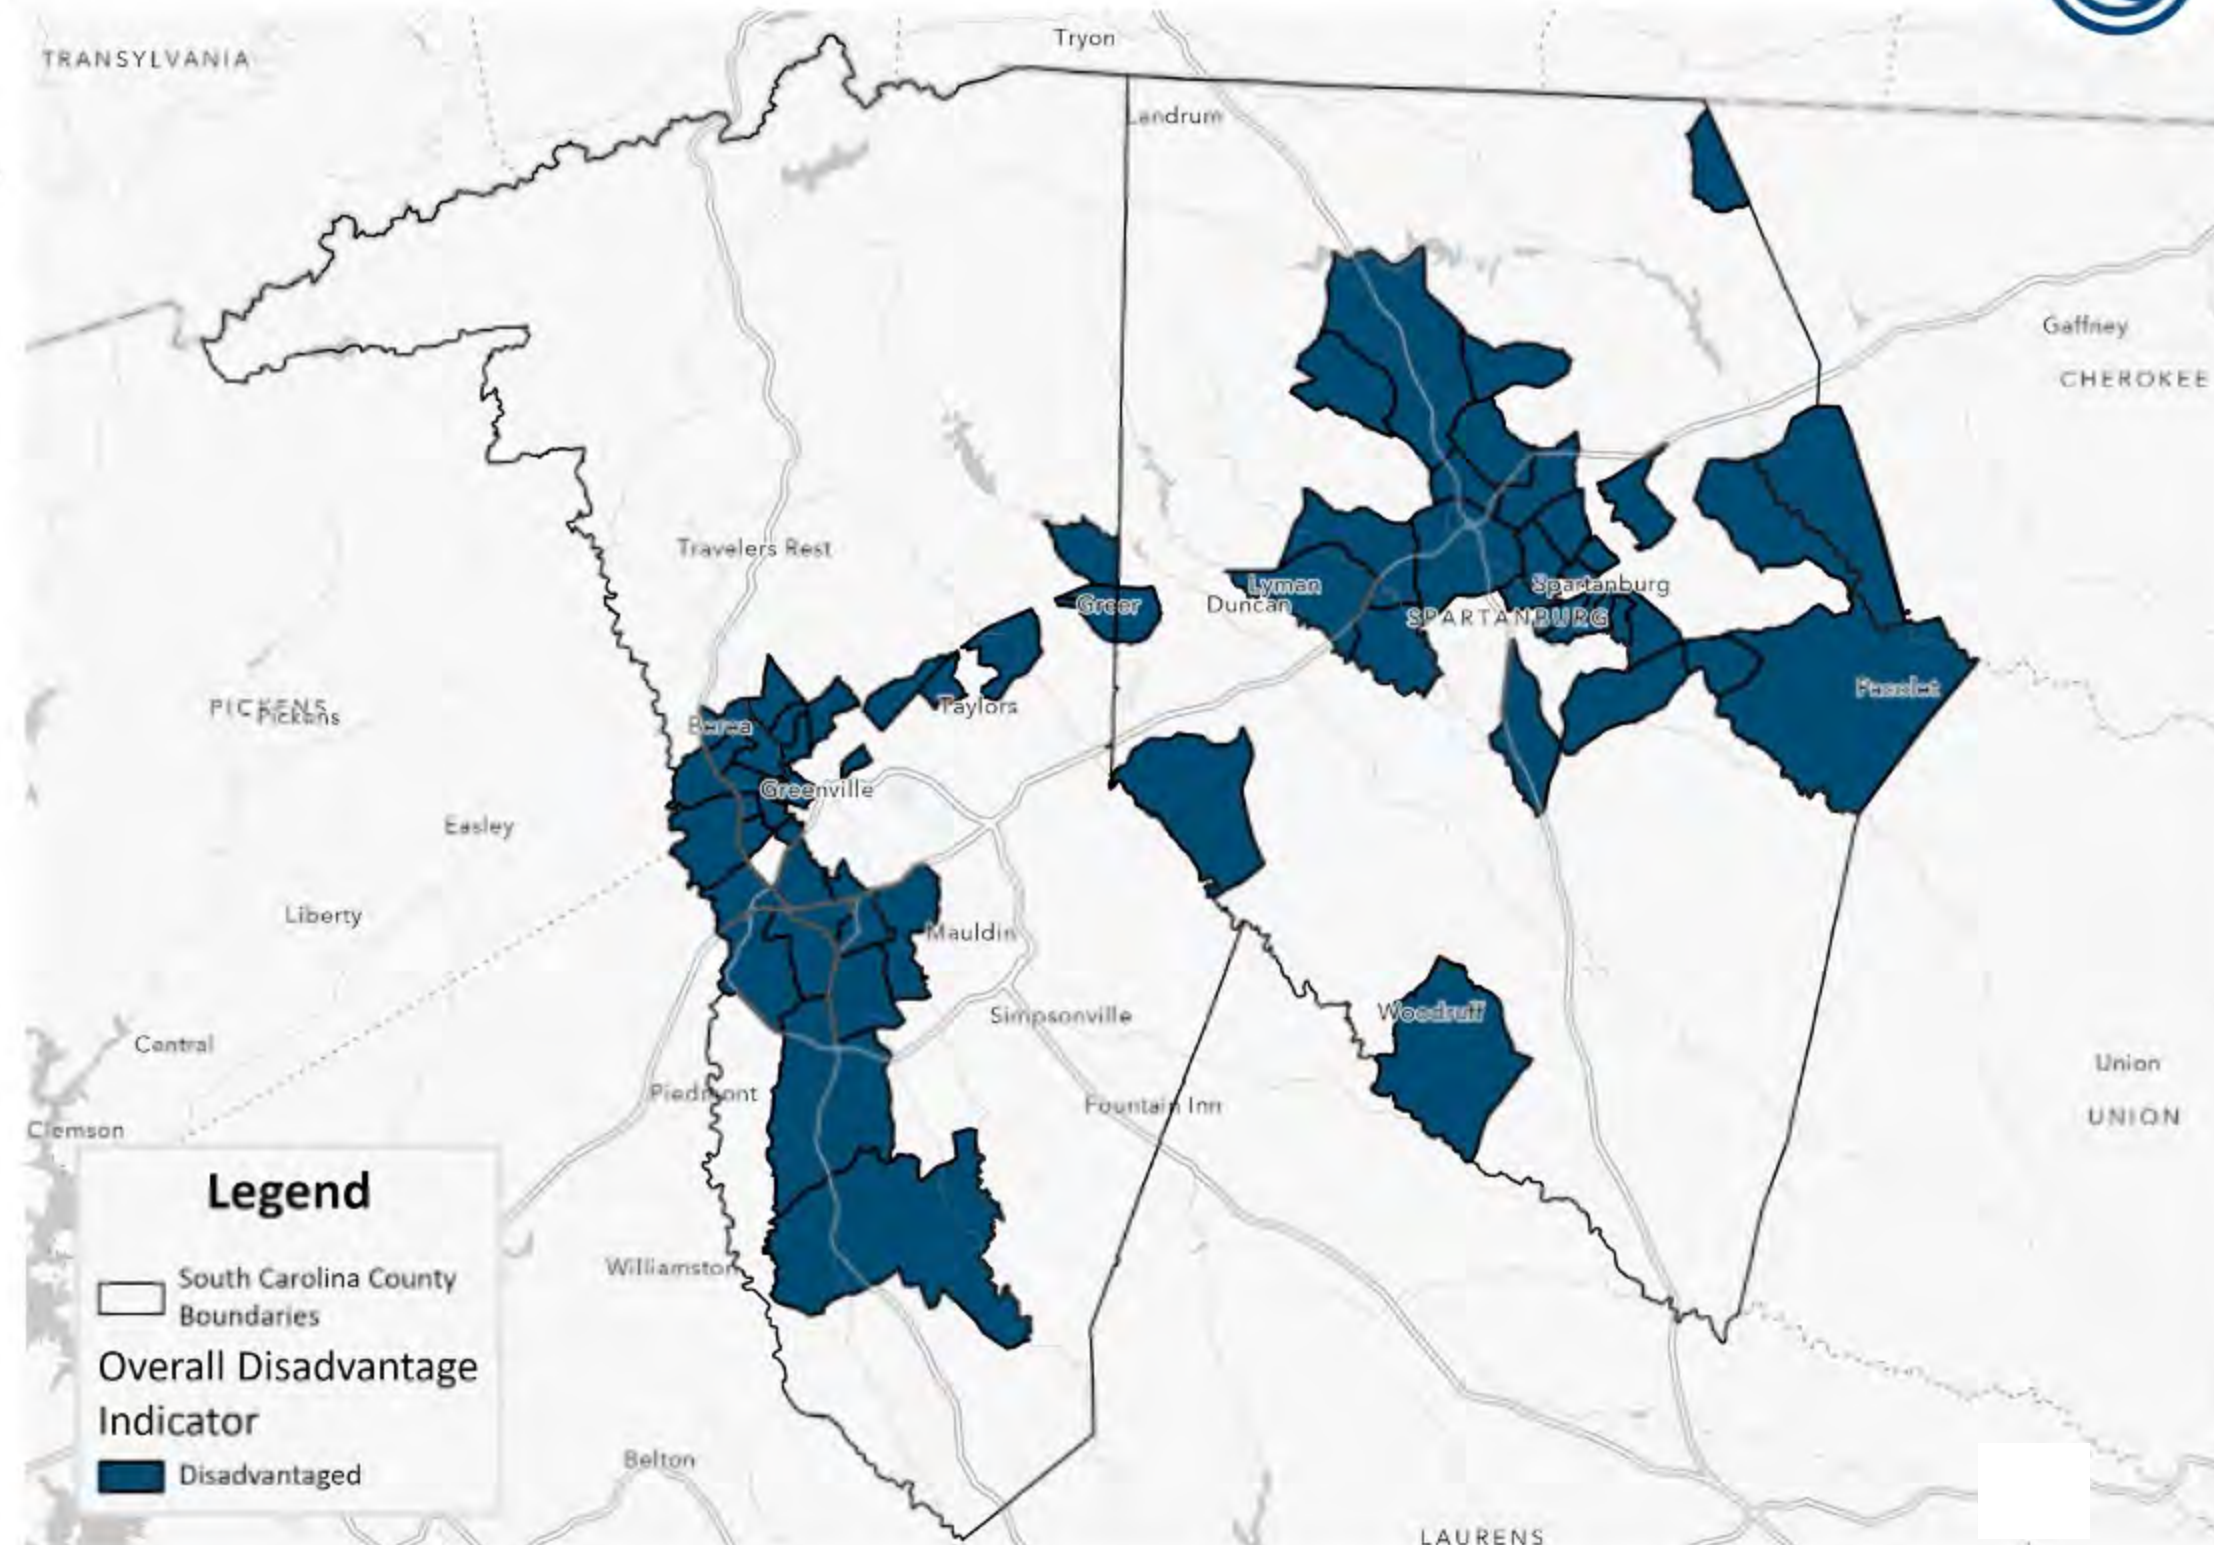 Tryon
TRANSYLVANIA
Landrum
Gaffney
CHEROKEE
Travelers Rest
Lyman
Spartanburg
Greer
Duncan
SPARTANBURG
Pacolet
PICKENS
Pickens
Taylors
Berea
Greenville
Easley
Liberty
Mauldin
Woodruff
Simpsonville
Central
Union
Piedmont
Fountain Inn
UNION
Clemson
Williamston
Belton
LAURENS
Legend
South Carolina County
Boundaries
Overall Disadvantage
Indicator
Disadvantaged